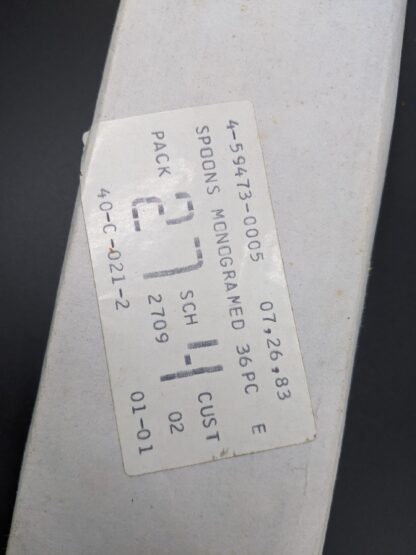 4-59473-0005 07,26,83
SPOONS MONOGRAMED 36PC E
PACK 27 SCH 4 CUST
2709 02
40-C-021-2 01-01